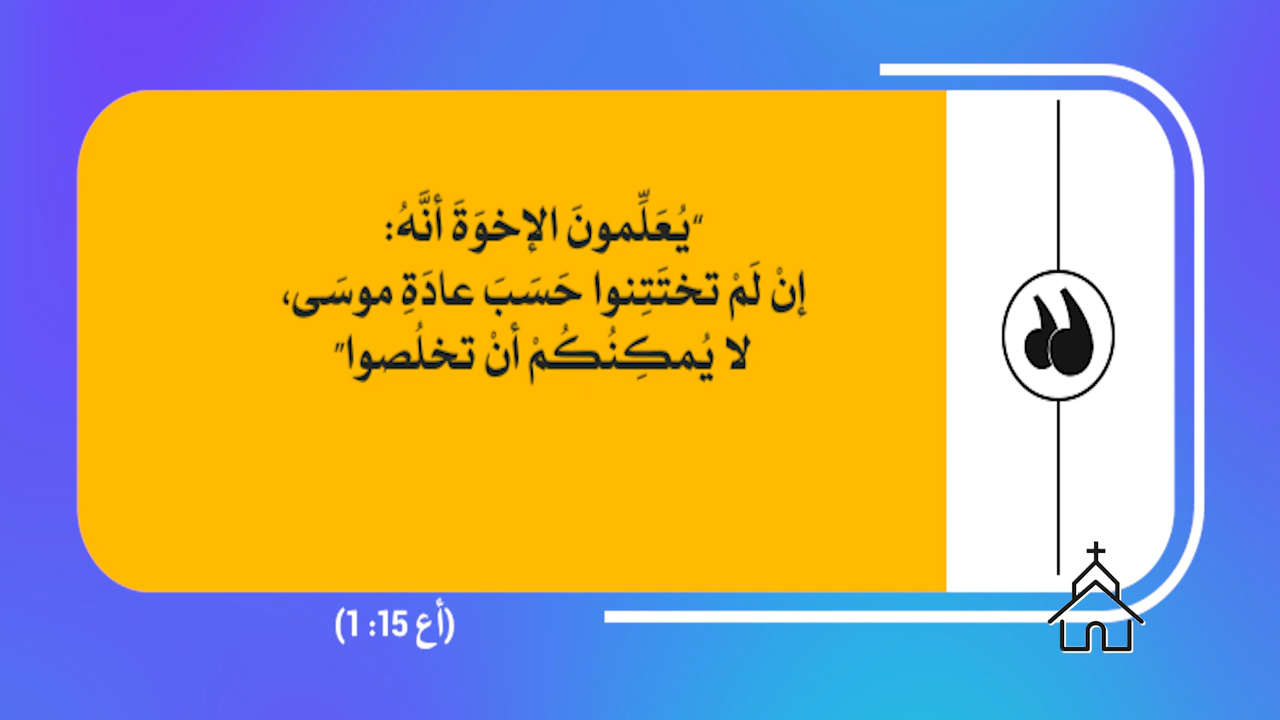 “يُعَلِّمونَ الإخوَةَ أنَّهُ:
إنْ لَمْ تختَتِنوا حَسَبَ عادَةِ موسَى،
لا يُمكِنُكُمْ أنْ تخلُصوا”
(أع 15: 1)